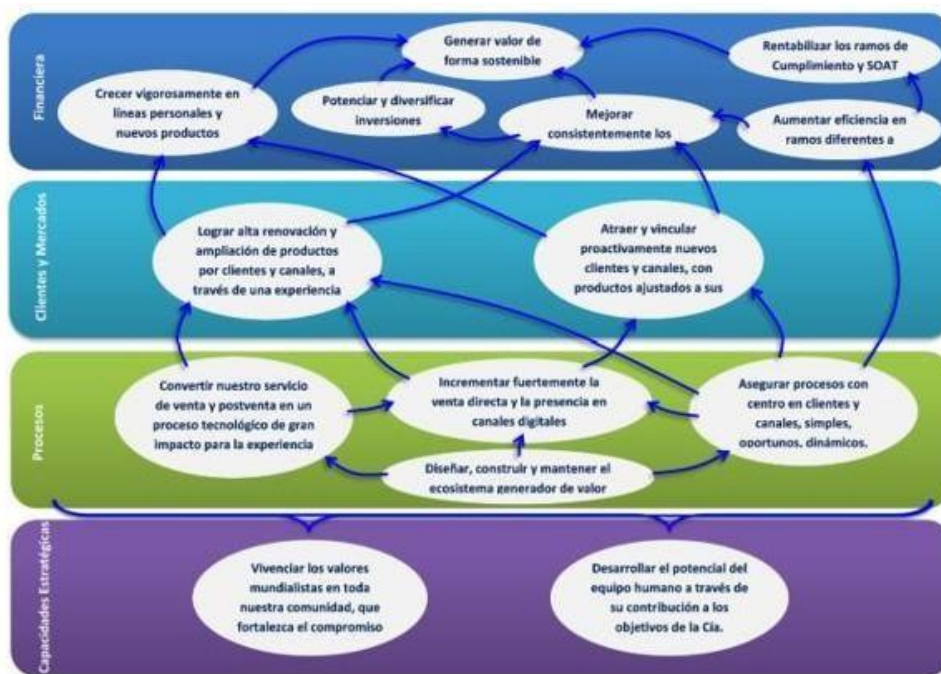 Financiera
Generar valor de
forma sostenible
Rentabilizar los ramos de
Cumplimiento y SOAT
Crecer vigorosamente en
líneas personales y
nuevos productos
Potenciar y diversificar
inversiones
Mejorar
consistentemente los
Aumentar eficiencia en
ramos diferentes a
Clientes y Mercados
Lograr alta renovación y
ampliación de productos
por clientes y canales, a
través de una experiencia
Atraer y vincular
proactivamente nuevos
clientes y canales, con
productos ajustados a sus
Procesos
Convertir nuestro servicio
de venta y postventa en un
proceso tecnológico de gran
impacto para la experiencia
Incrementar fuertemente la
venta directa y la presencia en
canales digitales
Asegurar procesos con
centro en clientes y
canales, simples,
oportunos, dinámicos.
Diseñar, construir y mantener el
ecosistema generador de valor
Capacidades Estratégicas
Vivenciar los valores
mundialistas en toda
nuestra comunidad, que
fortalezca el compromiso
Desarrollar el potencial del
equipo humano a través de
su contribución a los
objetivos de la Cía.